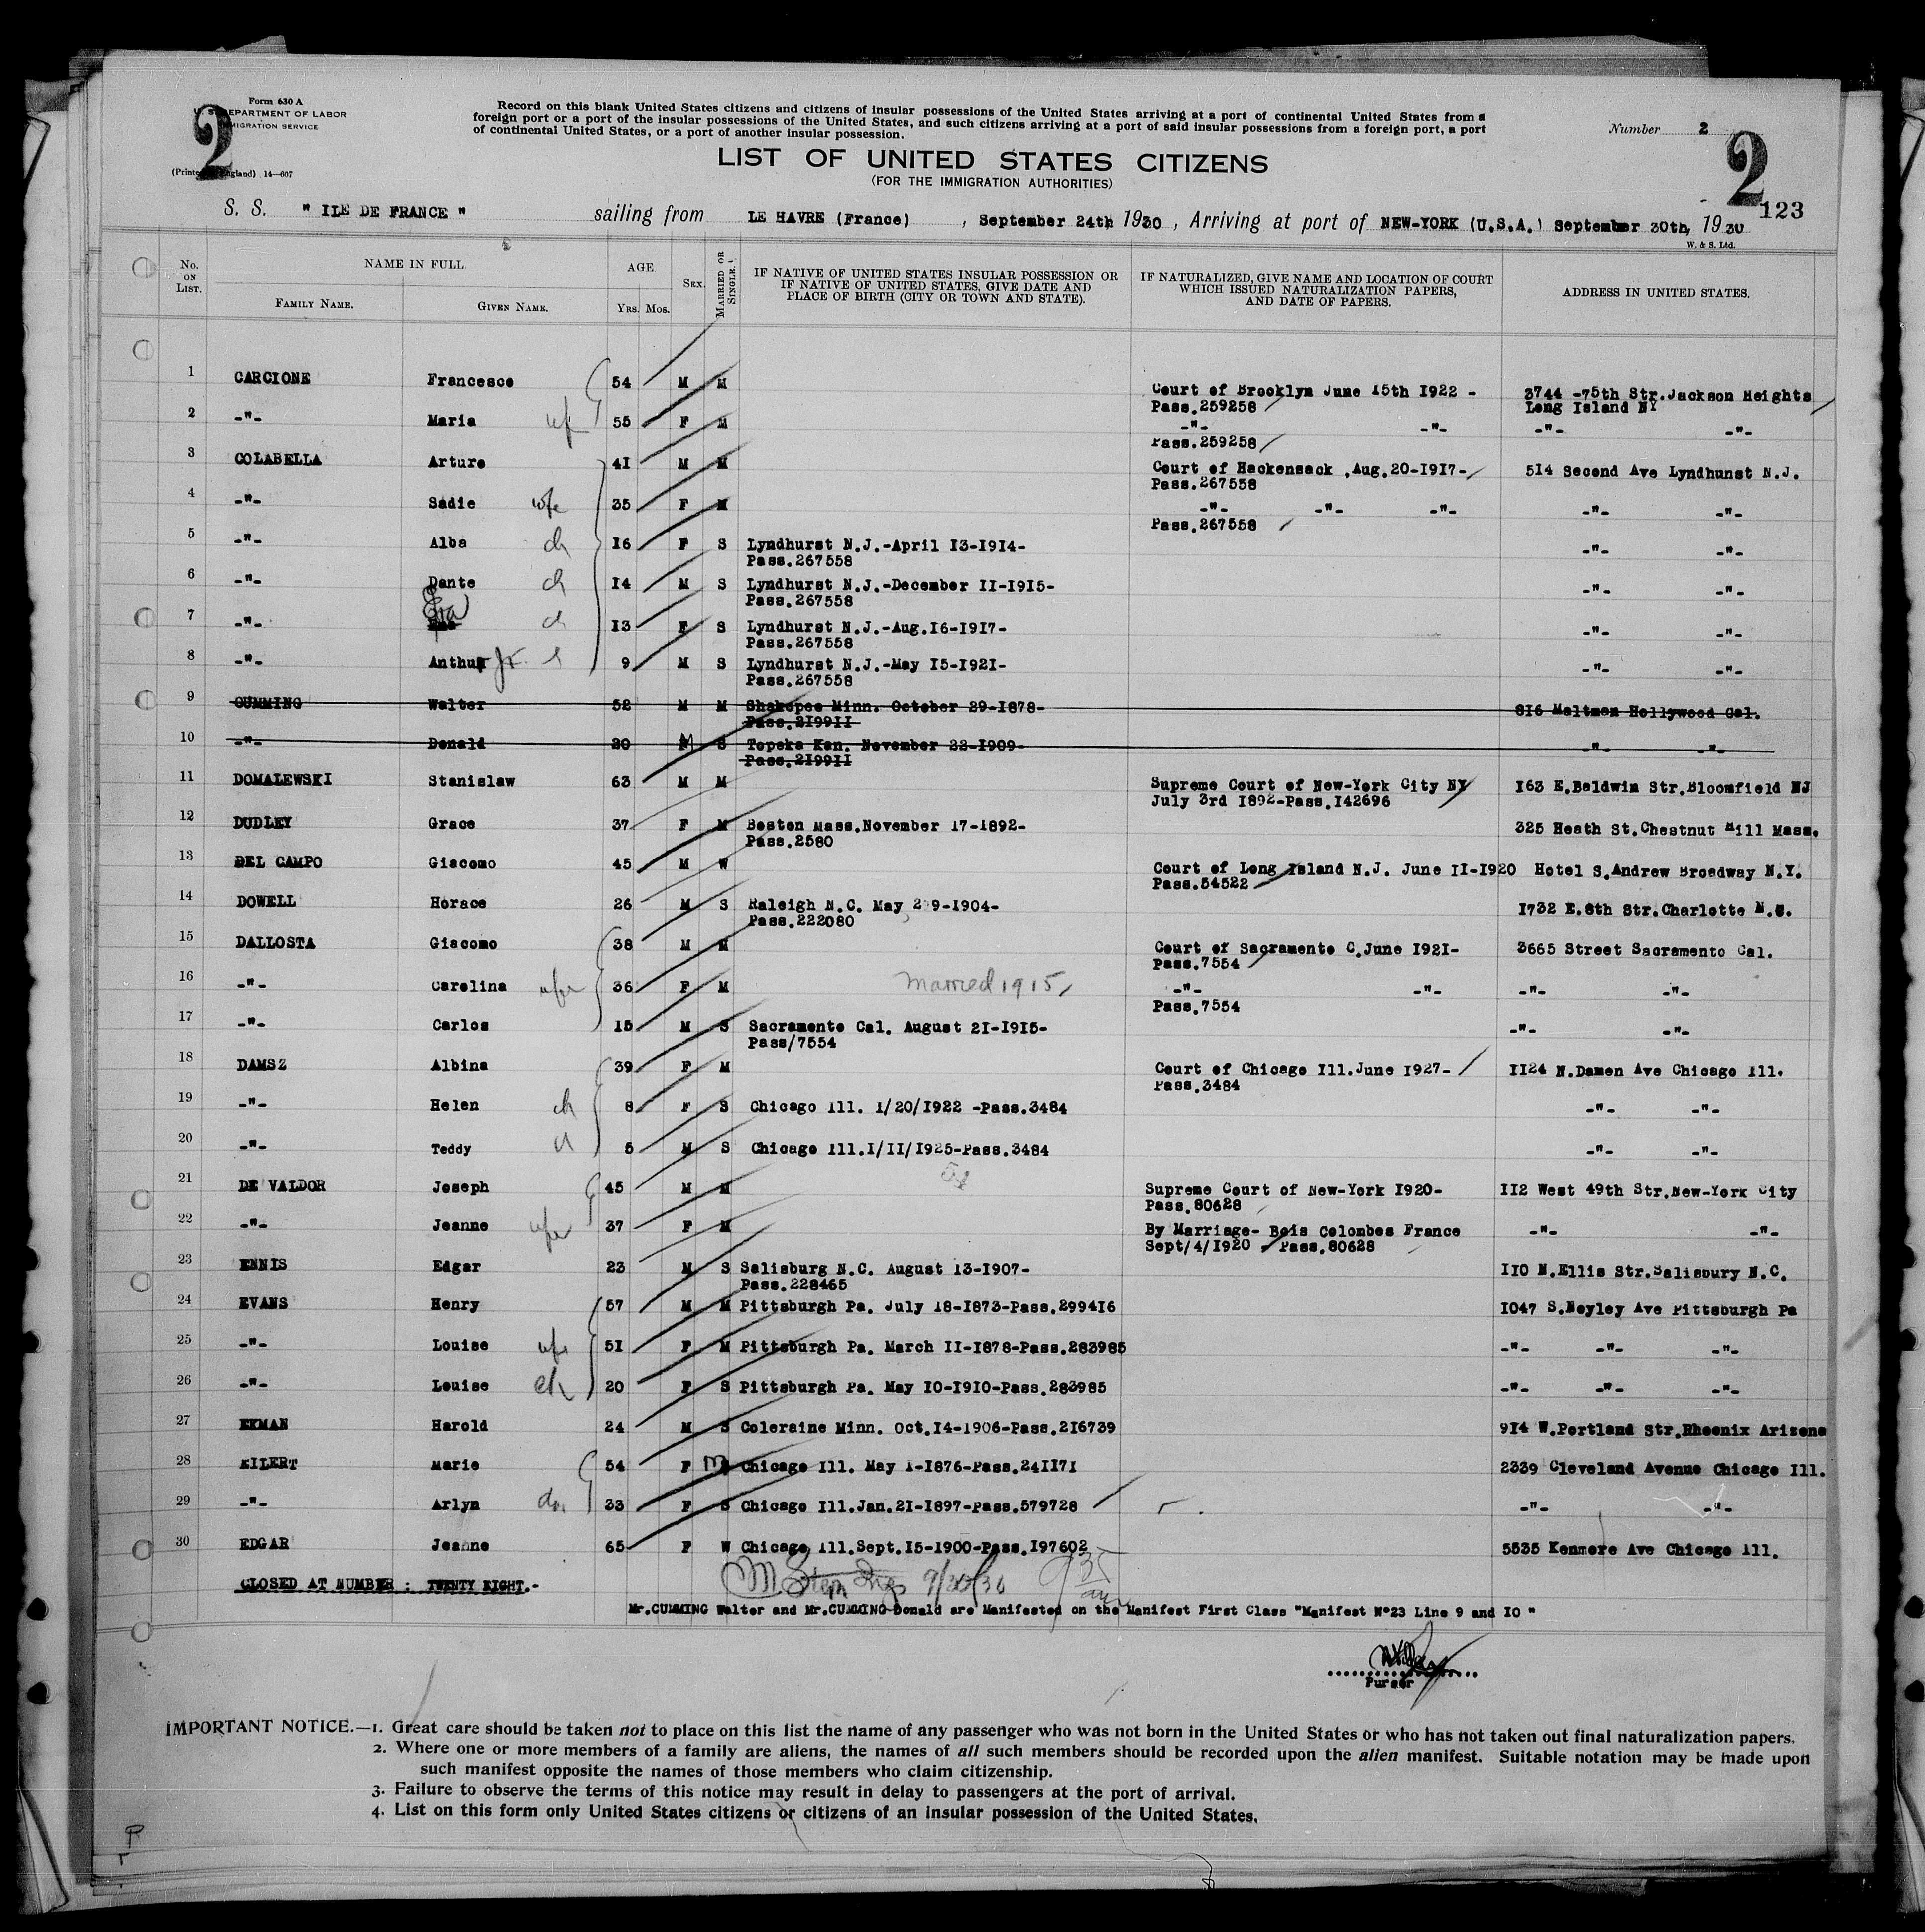 Form 630 A
U. S. DEPARTMENT OF LABOR
IMMIGRATION SERVICE
2
(Printed England) 14—607
Record on this blank United States citizens and citizens of insular possessions of the United States arriving at a port of continental United States from a
foreign port or a port of the insular possessions of the United States, and such citizens arriving at a port of said insular possessions from a foreign port, a port
of continental United States, or a port of another insular possession.
Number 2
2
123
LIST OF UNITED STATES CITIZENS
(FOR THE IMMIGRATION AUTHORITIES)
S. S. " ILE DE FRANCE " sailing from LE HAVRE (France) , September 24th, 1930 , Arriving at port of NEW-YORK (U.S.A.) September 30th, 1930
W. & S. Ltd.
No. ON LIST. NAME IN FULL FAMILY NAME. GIVEN NAME. AGE YRS. MOS. SEX. MARRIED OR SINGLE. IF NATIVE OF UNITED STATES INSULAR POSSESSION OR IF NATIVE OF UNITED STATES, GIVE DATE AND PLACE OF BIRTH (CITY OR TOWN AND STATE). IF NATURALIZED, GIVE NAME AND LOCATION OF COURT WHICH ISSUED NATURALIZATION PAPERS, AND DATE OF PAPERS. ADDRESS IN UNITED STATES.
1 CARCIONE Francesco 54 M M Court of Brooklyn June 15th 1922 - 3744 -75th Str.Jackson Heights
Pass.259258 Long Island NY
2 -"- Maria wf 55 F M -"- -"- -"- -"-
Pass.259258
3 COLABELLA Arturo 41 M M Court of Hackensack ,Aug.20-1917- 514 Second Ave Lyndhunst N.J.
Pass.267558
4 -"- Sadie wfe 35 F M -"- -"- -"- -"- -"-
Pass.267558
5 -"- Alba ch 16 F S Lyndhurst N.J.-April 13-1914- -"- -"-
Pass.267558
6 -"- Dante ch 14 M S Lyndhurst N.J.-December 11-1915- -"- -"-
Pass.267558
7 -"- ch 13 F S Lyndhurst N.J.-Aug.16-1917- -"- -"-
Pass.267558
8 -"- Anthur Jr. 9 M S Lyndhurst N.J.-May 15-1921- -"- -"-
Pass.267558
9 CUMMING Walter 52 M M Shakopee Minn. October 29-1878- 816 Maltman Hollywood Cal.
Pass.219911
10 -"- Donald 20 M S Topeka Kan. November 22-1909- -"- -"-
Pass.219911
11 DOMALEWSKI Stanislaw 63 M M Supreme Court of New-York City NY 163 E.Baldwin Str.Bloomfield NJ
July 3rd 1892-Pass.142696
12 DUDLEY Grace 37 F M Boston Mass.November 17-1892- 325 Heath St.Chestnut Hill Mass.
Pass.2580
13 DEL CAMPO Giacomo 45 M W Court of Long Island N.J. June 11-1920 Hotel S.Andrew Broadway N.Y.
Pass.54522
14 DOWELL Horace 26 M S Raleigh N.C. May 29-1904- 1732 E.8th Str.Charlotte N.C.
Pass.222080
15 DALLOSTA Giacomo 38 M M Court of Sacramento C.June 1921- 3665 Street Sacramento Cal.
Pass.7554
16 -"- Carolina wfe 36 F M married 1915 -"- -"- -"- -"-
Pass.7554
17 -"- Carlos 15 M S Sacramento Cal. August 21-1915- -"- -"-
Pass/7554
18 DAMSZ Albina 39 F M Court of Chicago Ill.June 1927- 1124 N.Damen Ave Chicago Ill.
Pass.3484
19 -"- Helen ch 8 F S Chicago Ill. 1/20/1922 -Pass.3484 -"- -"-
20 -"- Teddy ch 5 M S Chicago Ill.1/11/1925-Pass.3484 -"- -"-
21 DE VALDOR Joseph 45 M M Supreme Court of New-York 1920- 112 West 49th Str.New-York City
Pass.80628
22 -"- Jeanne wfe 37 F M By Marriage- Bois Colombes France -"- -"-
Sept/4/1920 Pass.80628
23 ENNIS Edgar 23 M S Salisburg N.C. August 13-1907- 110 N.Ellis Str.Salisbury N.C.
Pass.228465
24 EVANS Henry 57 M M Pittsburgh Pa. July 18-1873-Pass.299416 1047 S.Neyley Ave Pittsburgh Pa
25 -"- Louise wfe 51 F M Pittsburgh Pa. March 11-1878-Pass.283985 -"- -"- -"-
26 -"- Louise ch 20 F S Pittsburgh Pa. May 10-1910-Pass.283985 -"- -"- -"-
27 EKMAN Harold 24 M S Coleraine Minn. Oct.14-1906-Pass.216739 914 W.Portland Str.Rhoenix Arizona
28 EILERT Marie 54 F M Chicago Ill. May 1-1876-Pass.241171 2339 Cleveland Avenue Chicago Ill.
29 -"- Arlyn da. 33 F S Chicago Ill.Jan.21-1897-Pass.579728 -"- -"-
30 EDGAR Jeanne 65 F W Chicago Ill.Sept.15-1900-Pass.197602 5535 Kenmore Ave Chicago Ill.
CLOSED AT NUMBER : TWENTY EIGHT.-
9/30/30
Mr.CUMMING Walter and Mr.CUMMING Donald are Manifested on the Manifest First Class "Manifest N°23 Line 9 and 10 "
Purser
IMPORTANT NOTICE.—1. Great care should be taken not to place on this list the name of any passenger who was not born in the United States or who has not taken out final naturalization papers.
2. Where one or more members of a family are aliens, the names of all such members should be recorded upon the alien manifest. Suitable notation may be made upon
such manifest opposite the names of those members who claim citizenship.
3. Failure to observe the terms of this notice may result in delay to passengers at the port of arrival.
4. List on this form only United States citizens or citizens of an insular possession of the United States.